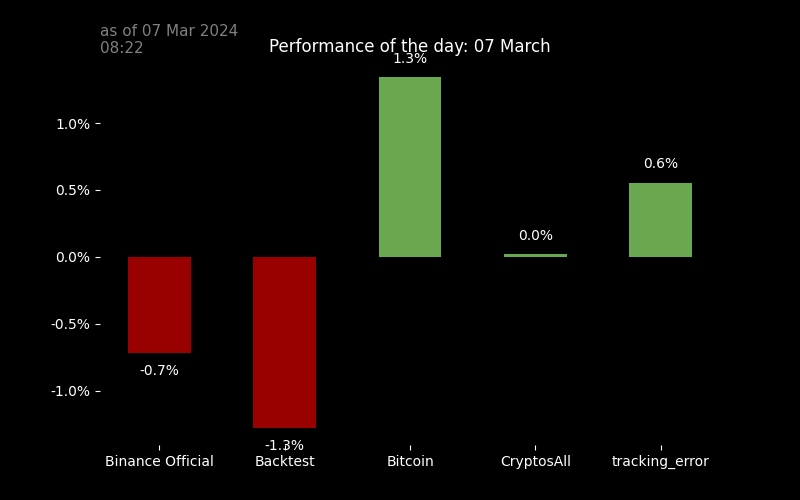 as of 07 Mar 2024
08:22
Performance of the day: 07 March
1.3%
1.0%
0.6%
0.5%
0.0%
0.0%
-0.5%
-0.7%
-1.0%
-1.3%
Binance Official
Backtest
Bitcoin
CryptosAll
tracking_error